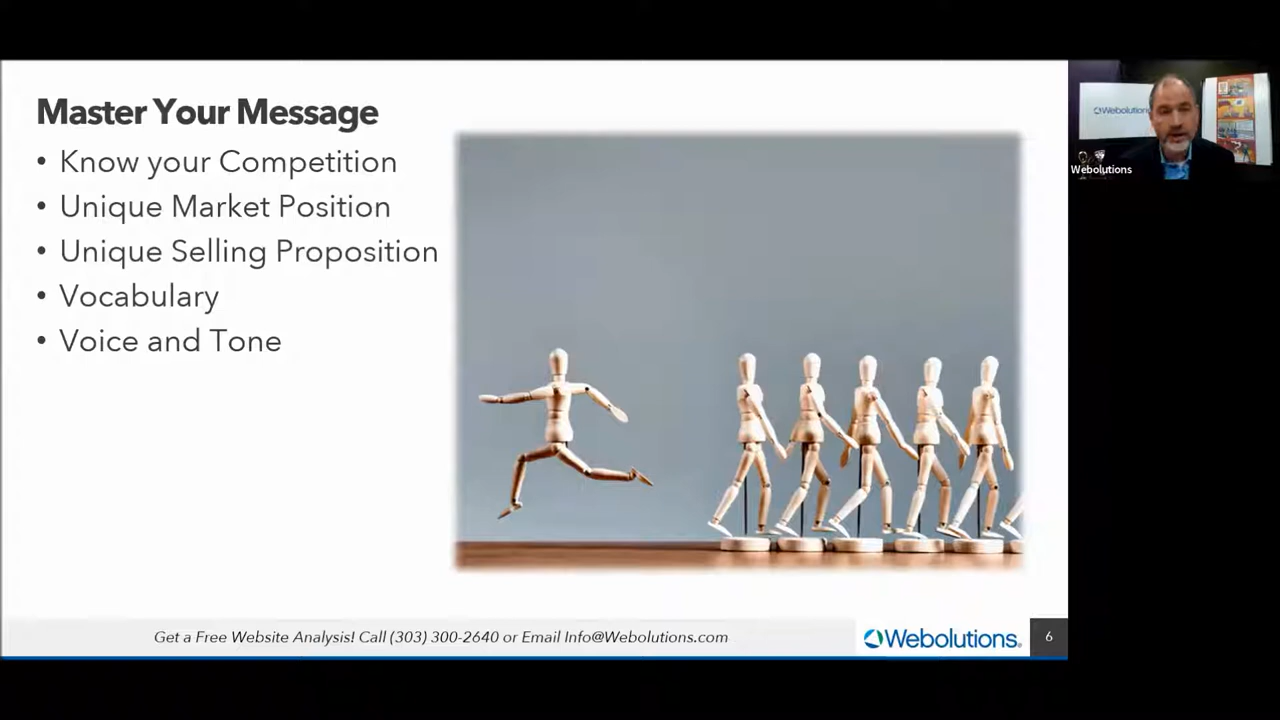 Master Your Message
• Know your Competition
• Unique Market Position
• Unique Selling Proposition
• Vocabulary
• Voice and Tone
Get a Free Website Analysis! Call (303) 300-2640 or Email Info@Webolutions.com
Webolutions.
6
Webolutions
Webolutions